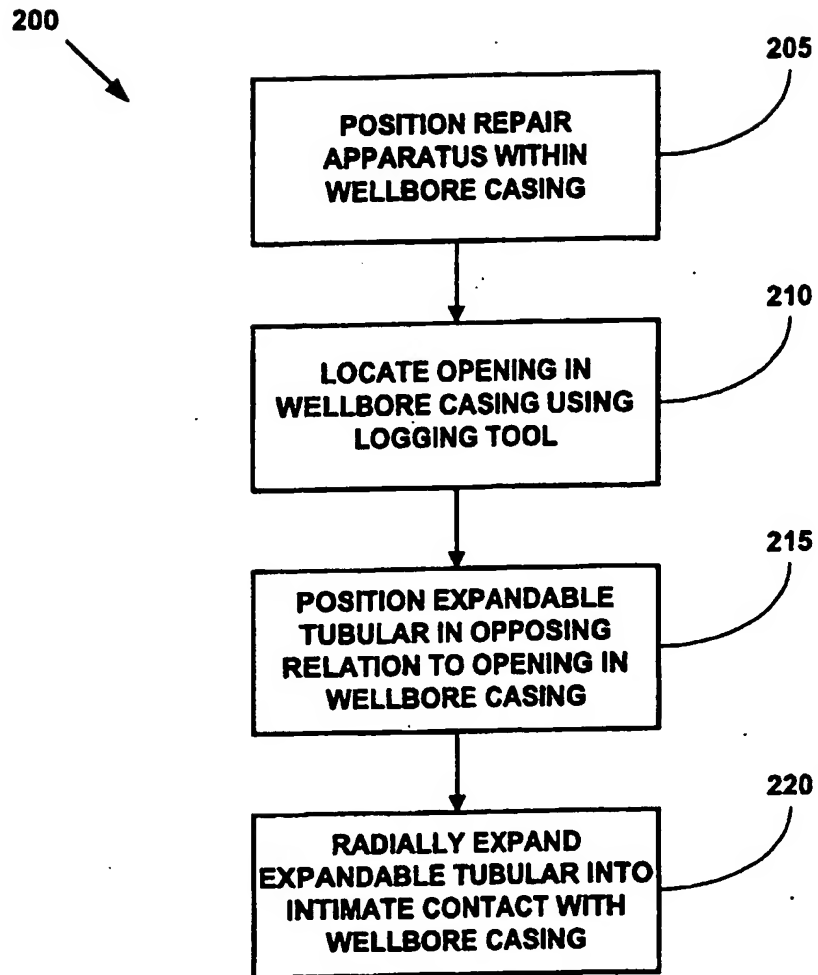 200
205
POSITION REPAIR
APPARATUS WITHIN
WELLBORE CASING
210
LOCATE OPENING IN
WELLBORE CASING USING
LOGGING TOOL
215
POSITION EXPANDABLE
TUBULAR IN OPPOSING
RELATION TO OPENING IN
WELLBORE CASING
220
RADIALLY EXPAND
EXPANDABLE TUBULAR INTO
INTIMATE CONTACT WITH
WELLBORE CASING